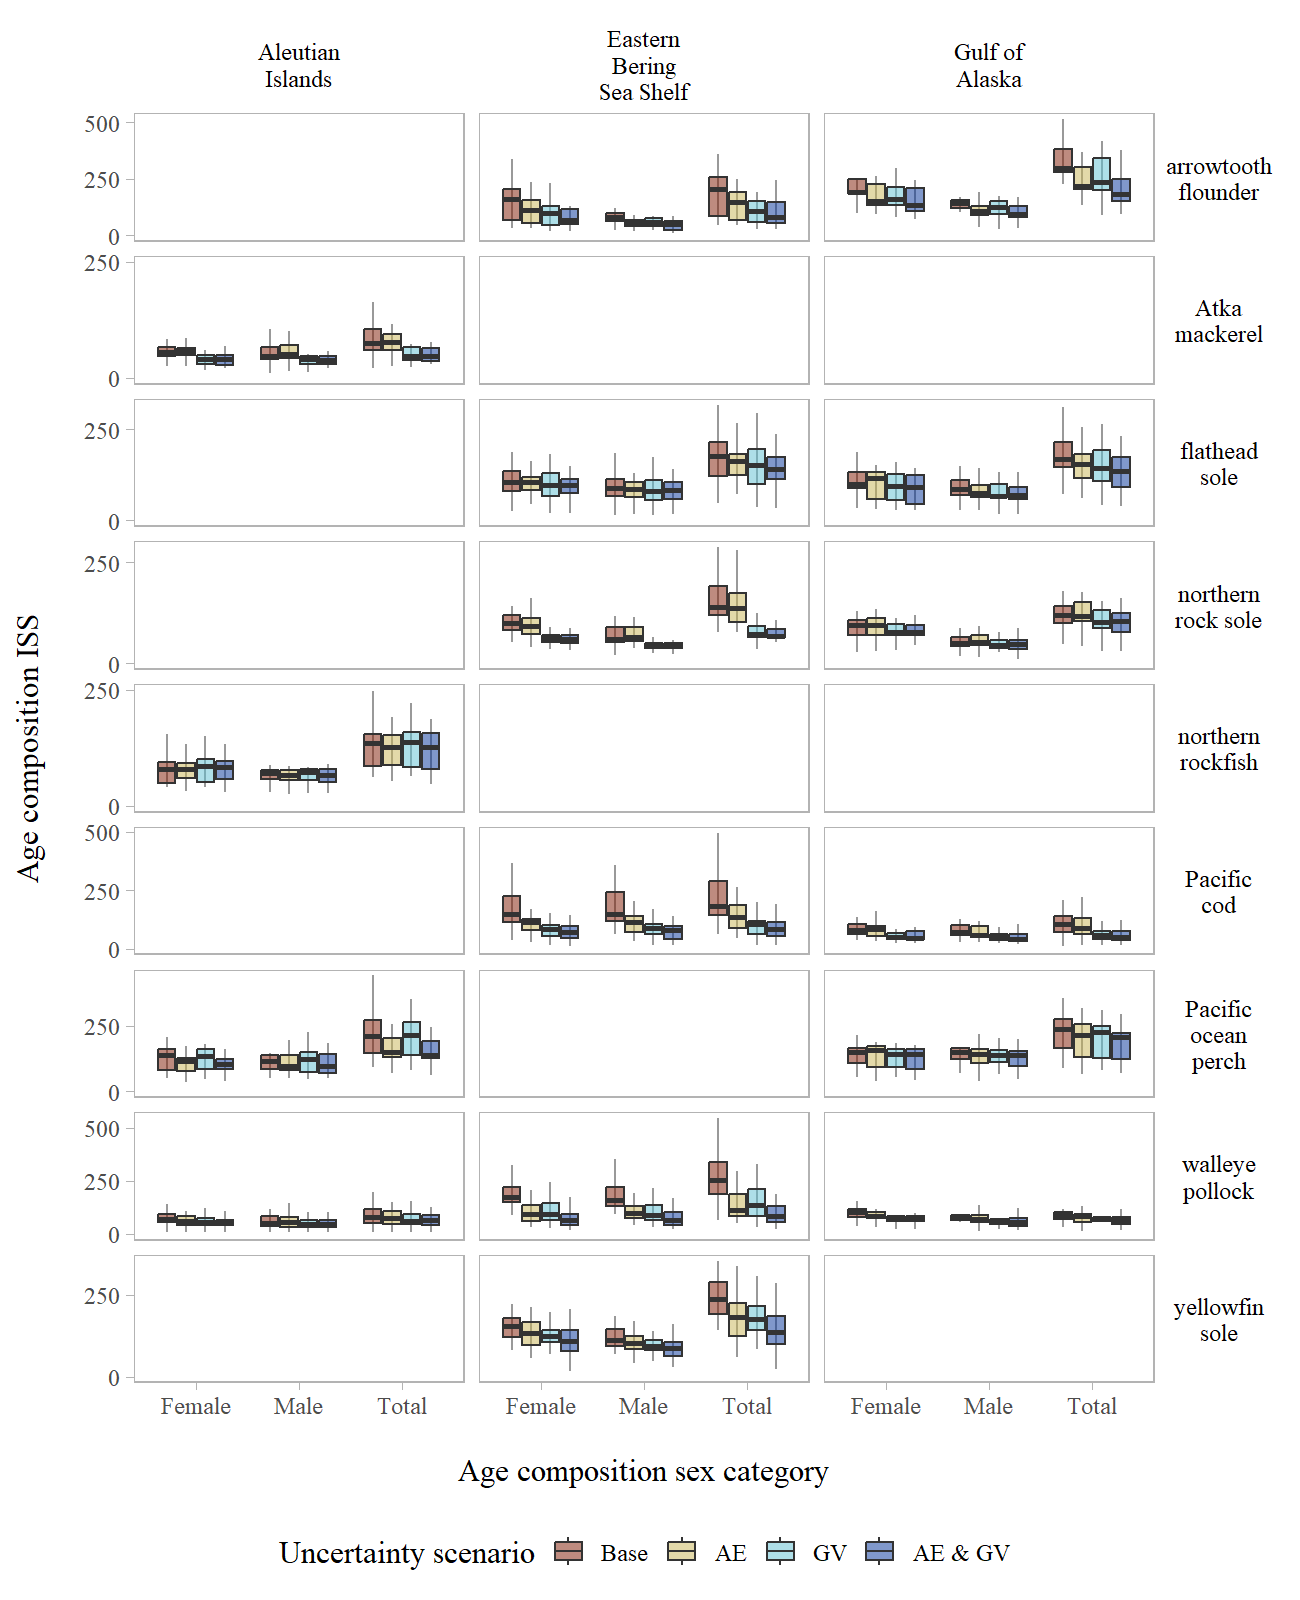 Aleutian
Islands
Eastern
Bering
Sea Shelf
Gulf of
Alaska
500
250
0
arrowtooth
flounder
250
0
Atka
mackerel
250
0
flathead
sole
250
0
northern
rock sole
250
0
northern
rockfish
500
250
0
Pacific
cod
250
0
Pacific
ocean
perch
500
250
0
walleye
pollock
250
0
yellowfin
sole
Age composition ISS
Female Male Total Female Male Total Female Male Total
Age composition sex category
Uncertainty scenario Base AE GV AE & GV